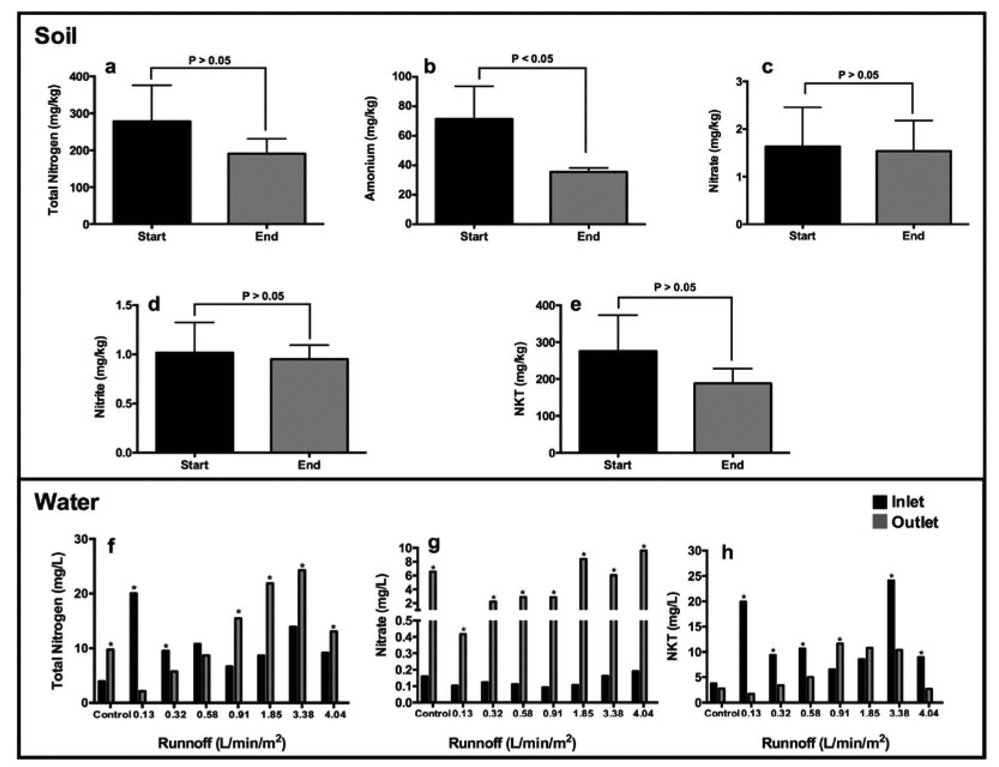 Soil
a
P > 0.05
Total Nitrogen (mg/kg)
400
300
200
100
0
Start End
b
P < 0.05
Amonium (mg/kg)
100
80
60
40
20
0
Start End
c
P > 0.05
Nitrate (mg/kg)
3
2
1
0
Start End
d
P > 0.05
Nitrite (mg/kg)
1.5
1.0
0.5
0.0
Start End
e
P > 0.05
NKT (mg/kg)
400
300
200
100
0
Start End
Water
Inlet
Outlet
f
Total Nitrogen (mg/L)
30
20
10
0
* * * * * * *
Control 0.13 0.32 0.58 0.91 1.85 3.38 4.04
Runnoff (L/min/m²)
g
Nitrate (mg/L)
10
8
6
4
2
0.5
0.4
0.3
0.2
0.1
0.0
* * * * * * * *
Control 0.13 0.32 0.58 0.91 1.85 3.38 4.04
Runnoff (L/min/m²)
h
NKT (mg/L)
30
25
20
15
10
5
0
* * * * * *
Control 0.13 0.32 0.58 0.91 1.85 3.38 4.04
Runnoff (L/min/m²)